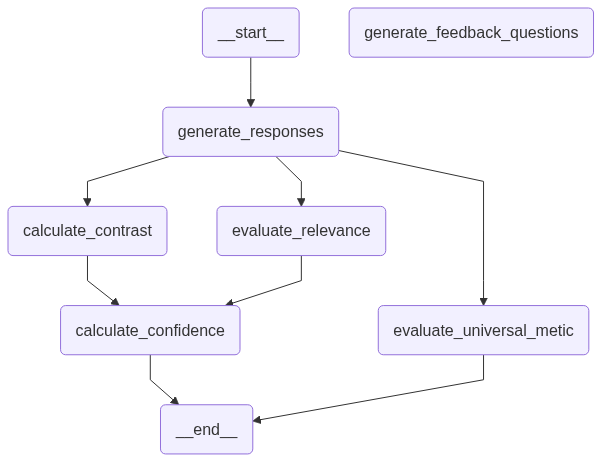 __start__
generate_feedback_questions
generate_responses
calculate_contrast
evaluate_relevance
calculate_confidence
evaluate_universal_metic
__end__